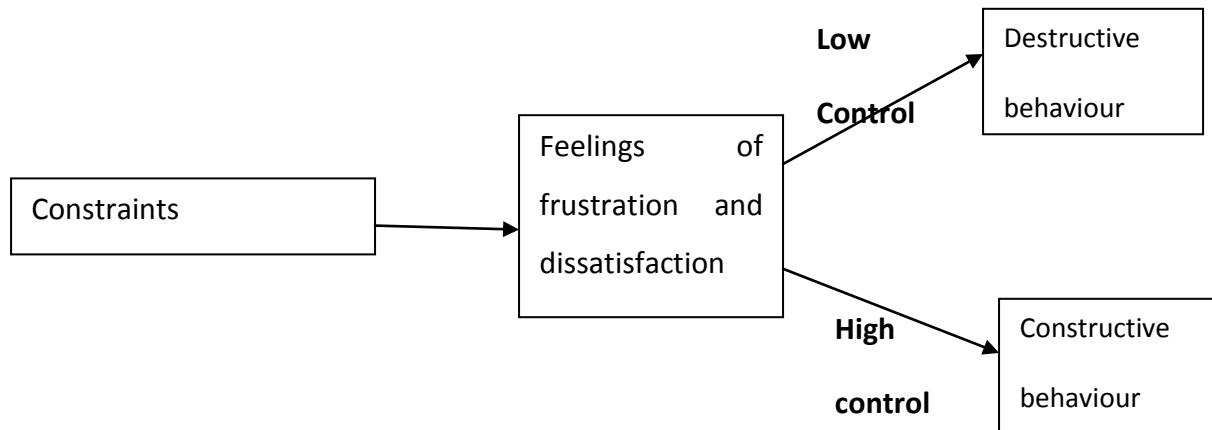 Constraints
Feelings of
frustration and
dissatisfaction
Low
Control
Destructive
behaviour
High
control
Constructive
behaviour